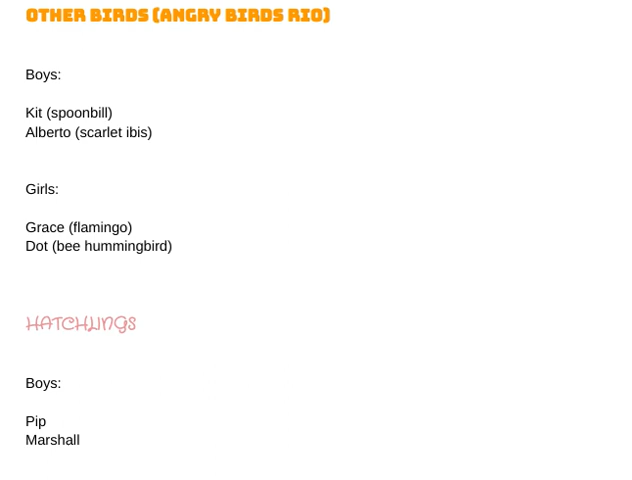 OTHER BIRDS (ANGRY BIRDS RIO)
Boys:
Kit (spoonbill)
Alberto (scarlet ibis)
Girls:
Grace (flamingo)
Dot (bee hummingbird)
HATCHLINGS
Boys:
Pip
Marshall